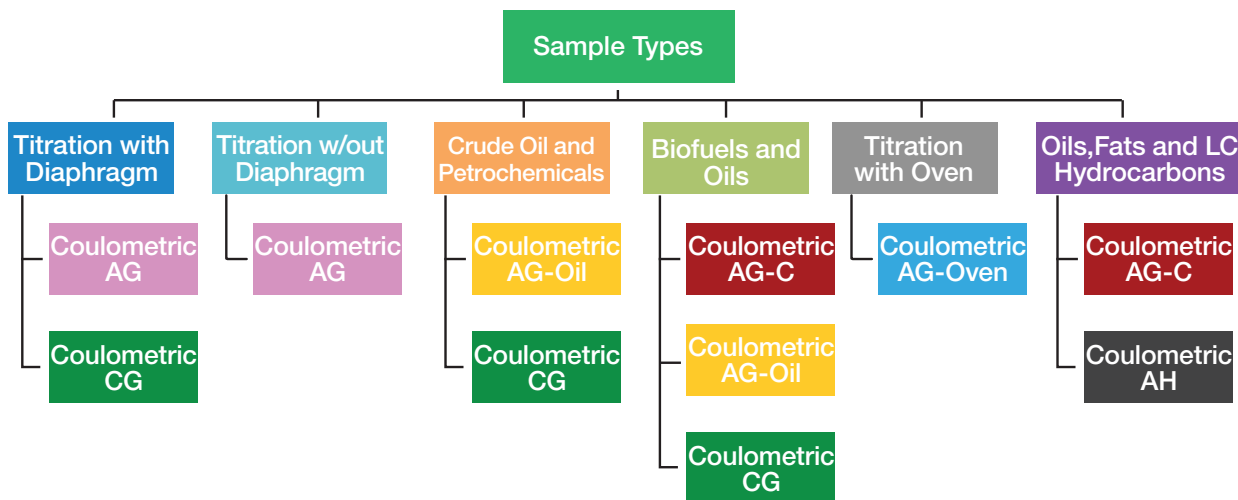 Sample Types
Titration with
Diaphragm
Coulometric
AG
Coulometric
CG
Titration w/out
Diaphragm
Coulometric
AG
Crude Oil and
Petrochemicals
Coulometric
AG-Oil
Coulometric
CG
Biofuels and
Oils
Coulometric
AG-C
Coulometric
AG-Oil
Coulometric
CG
Titration
with Oven
Coulometric
AG-Oven
Oils,Fats and LC
Hydrocarbons
Coulometric
AG-C
Coulometric
AH